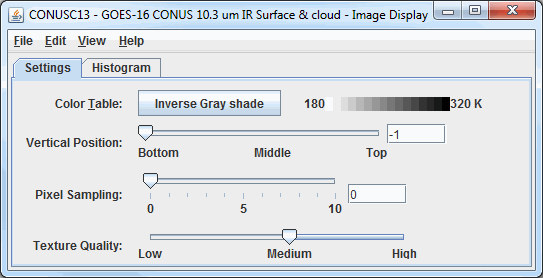 CONUSC13 - GOES-16 CONUS 10.3 um IR Surface & cloud - Image Display
File Edit View Help
Settings Histogram
Color Table: Inverse Gray shade 180 320 K
Vertical Position: -1
Bottom Middle Top
Pixel Sampling: 0
0 5 10
Texture Quality:
Low Medium High